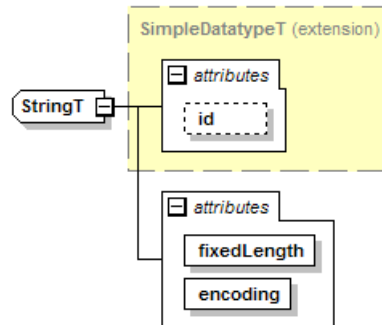 SimpleDatatypeT (extension)
attributes
StringT
id
attributes
fixedLength
encoding